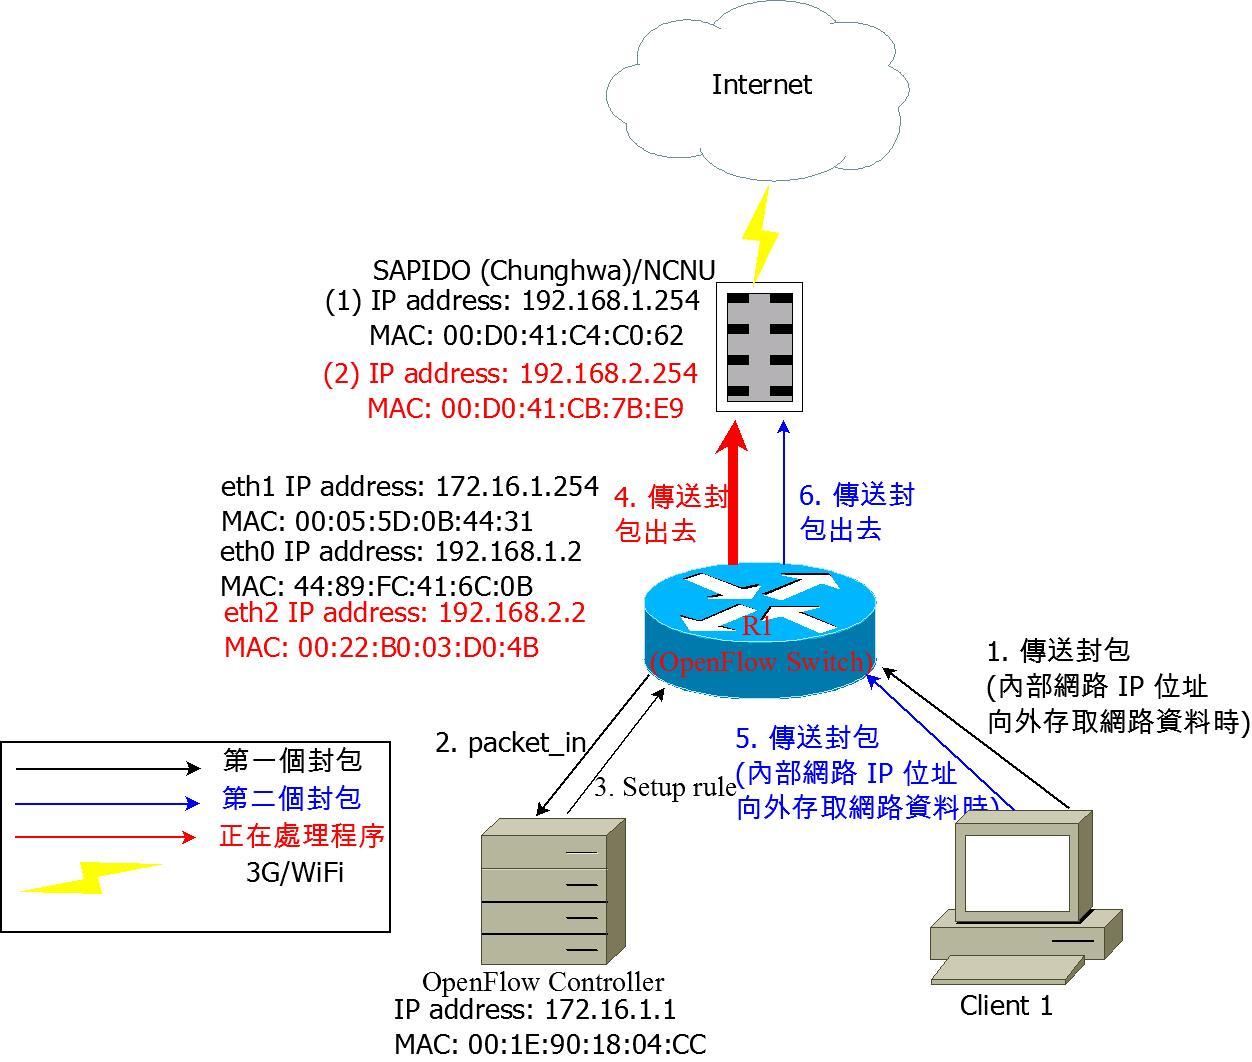 Internet
SAPIDO (Chunghwa)/NCNU
(1) IP address: 192.168.1.254
MAC: 00:D0:41:C4:C0:62
(2) IP address: 192.168.2.254
MAC: 00:D0:41:CB:7B:E9
eth1 IP address: 172.16.1.254
MAC: 00:05:5D:0B:44:31
eth0 IP address: 192.168.1.2
MAC: 44:89:FC:41:6C:0B
eth2 IP address: 192.168.2.2
MAC: 00:22:B0:03:D0:4B
4. 傳送封
包出去
6. 傳送封
包出去
R1
(OpenFlow Switch)
1. 傳送封包
(內部網路 IP 位址
向外存取網路資料時)
2. packet_in
3. Setup rule
5. 傳送封包
(內部網路 IP 位址
向外存取網路資料時)
第一個封包
第二個封包
正在處理程序
3G/WiFi
OpenFlow Controller
IP address: 172.16.1.1
MAC: 00:1E:90:18:04:CC
Client 1